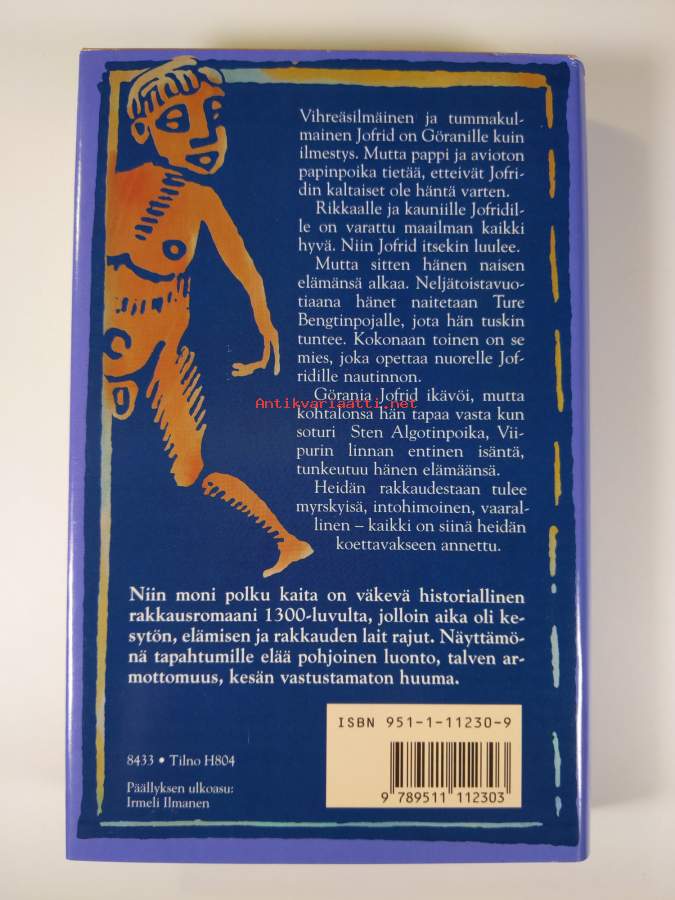 Vihreäsilmäinen ja tummakul-
mainen Jofrid on Göranille kuin
ilmestys. Mutta pappi ja avioton
papinpoika tietää, etteivät Jofri-
din kaltaiset ole häntä varten.
Rikkaalle ja kauniille Jofridil-
le on varattu maailman kaikki
hyvä. Niin Jofrid itsekin luulee.
Mutta sitten hänen naisen
elämänsä alkaa. Neljätoistavuo-
tiaana hänet naitetaan Ture
Bengtinpojalle, jota hän tuskin
tuntee. Kokonaan toinen on se
mies, joka opettaa nuorelle Jof-
ridille nautinnon.
Görania Jofrid ikävöi, mutta
Antikvariaatti.net
kohtalonsa hän tapaa vasta kun
soturi Sten Algotinpoika, Vii-
purin linnan entinen isäntä,
tunkeutuu hänen elämäänsä.
Heidän rakkaudestaan tulee
myrskyisä, intohimoinen, vaaral-
linen – kaikki on siinä heidän
koettavakseen annettu.
Niin moni polku kaita on väkevä historiallinen
rakkausromaani 1300-luvulta, jolloin aika oli ke-
sytön, elämisen ja rakkauden lait rajut. Näyttämö-
nä tapahtumille elää pohjoinen luonto, talven ar-
mottomuus, kesän vastustamaton huuma.
ISBN 951-1-11230-9
8433 • Tilno H804
Päällyksen ulkoasu:
Irmeli Ilmanen
9 789511 112303